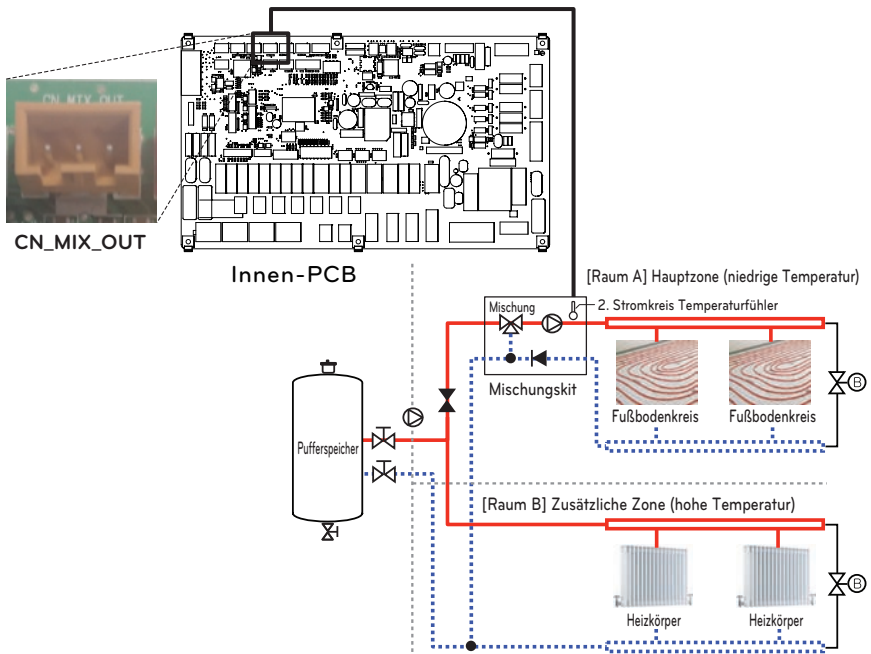 CN_MIX_OUT
CN_MIX_OUT
Innen-PCB
[Raum A] Hauptzone (niedrige Temperatur)
Mischung
2. Stromkreis Temperaturfühler
Mischungskit
Fußbodenkreis
Fußbodenkreis
B
Pufferspeicher
[Raum B] Zusätzliche Zone (hohe Temperatur)
Heizkörper
Heizkörper
B